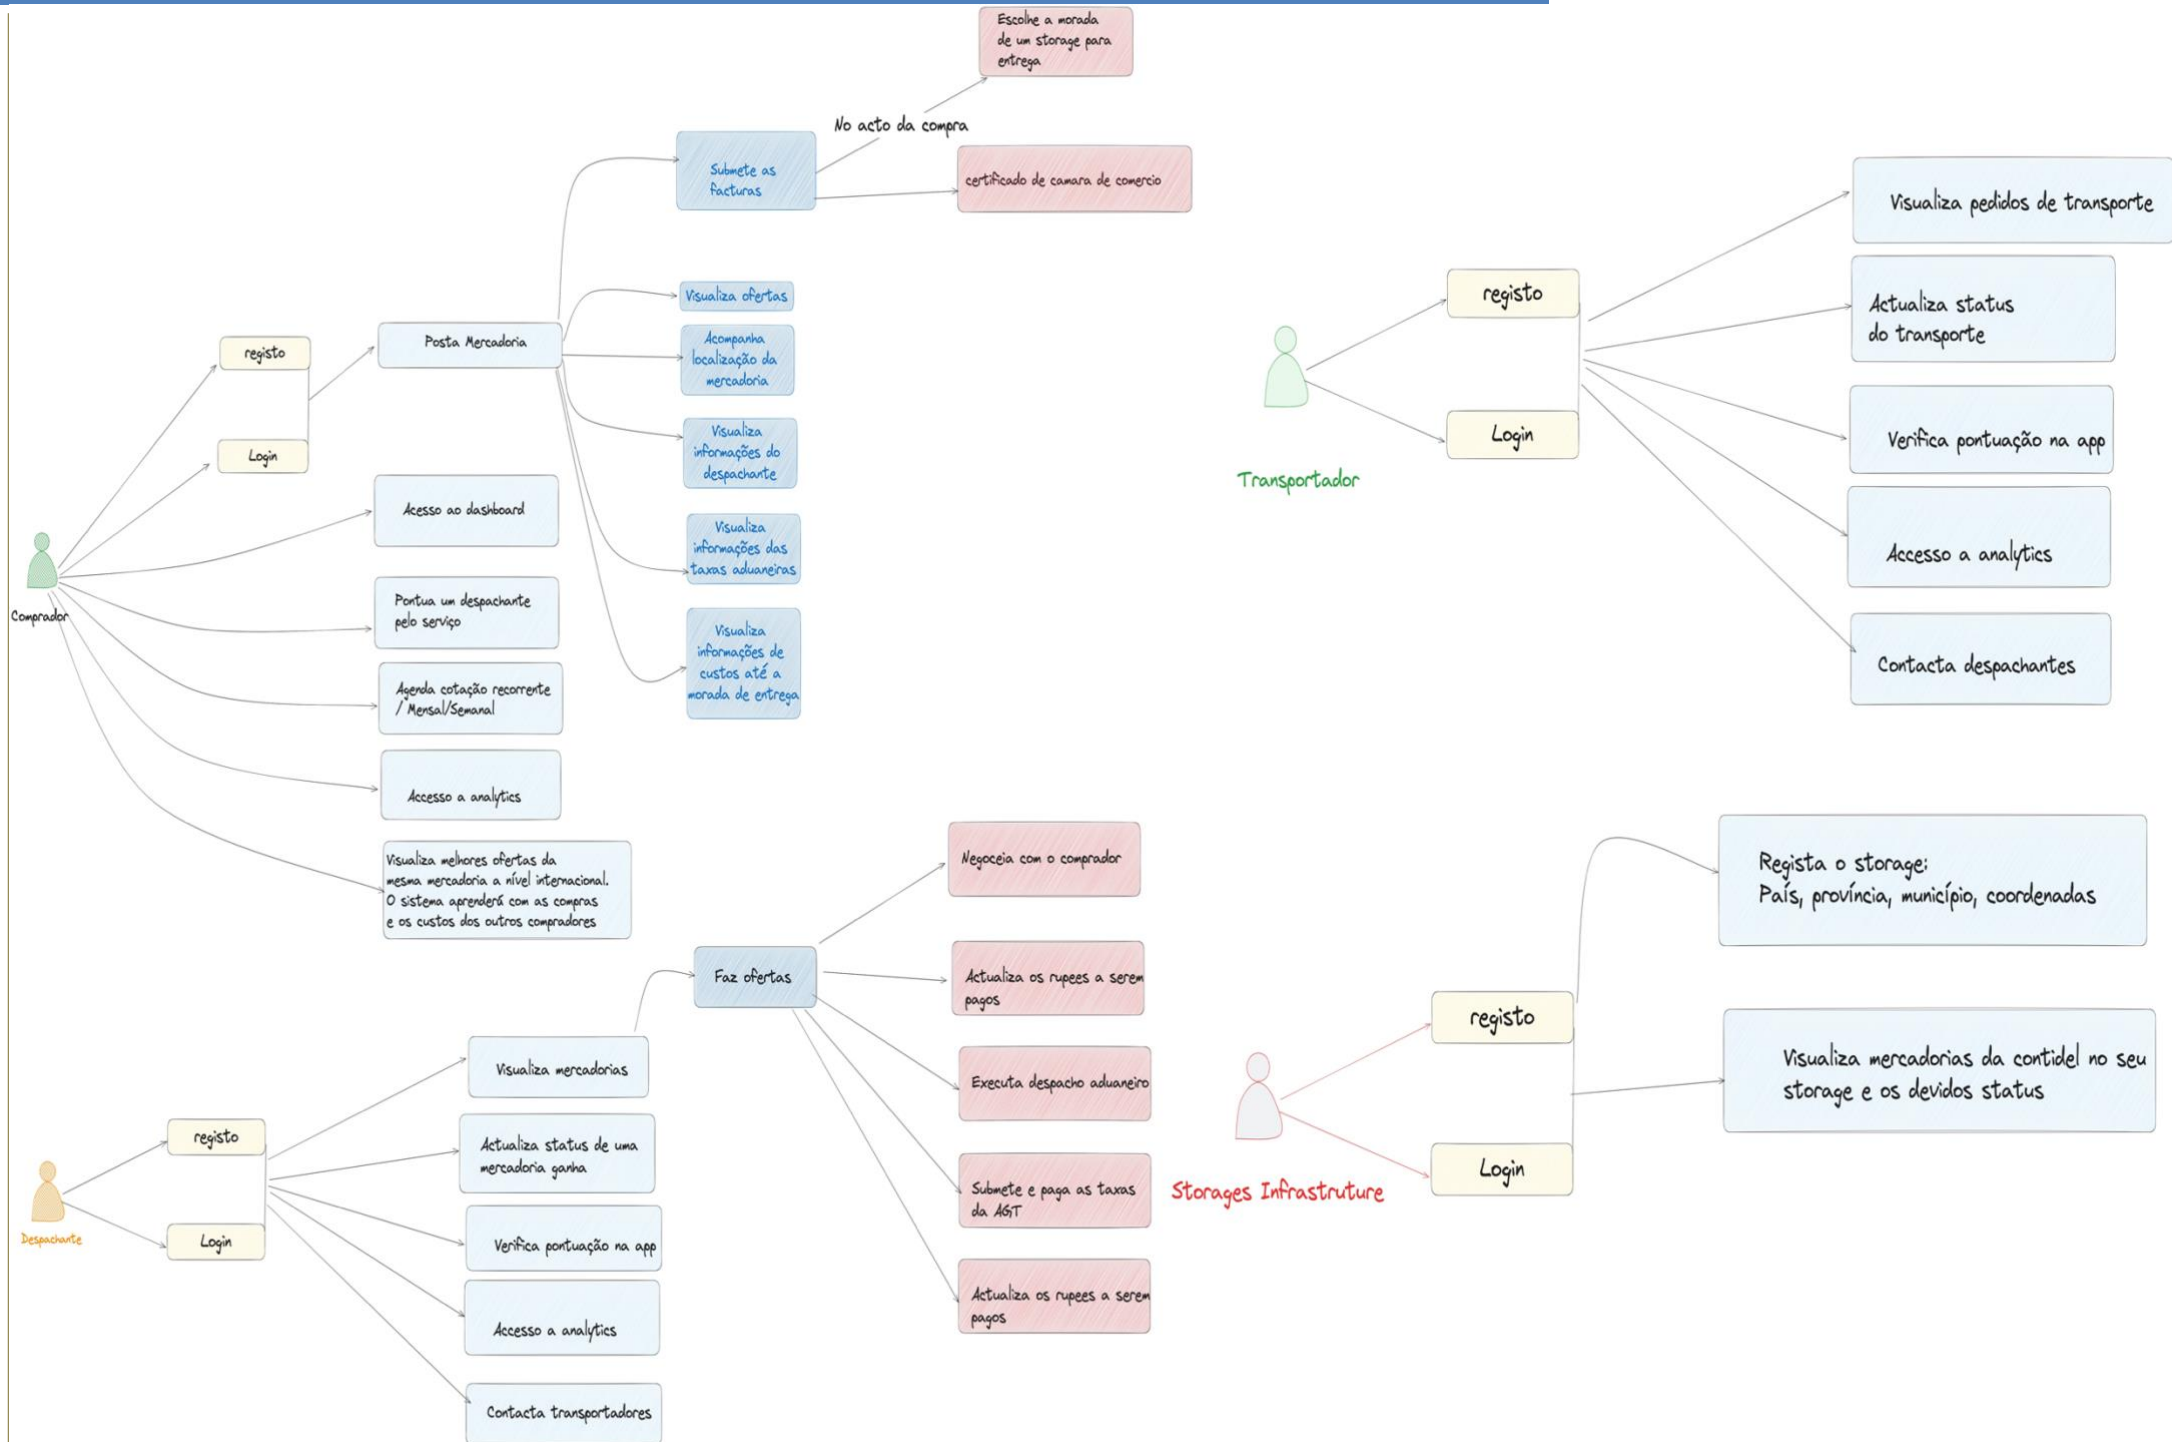 Escolhe a morada
de um storage para
entrega
No acto da compra
Submete as
facturas
certificado de camara de comercio
Visualiza ofertas
Acompanha
localização da
mercadoria
Visualiza
informações do
despachante
Visualiza
informações das
taxas aduaneiras
Visualiza
informações de
custos até a
morada de entrega
registo
Login
Posta Mercadoria
Acesso ao dashboard
Pontua um despachante
pelo serviço
Agenda cotação recorrente
/ Mensal/Semanal
Accesso a analytics
Visualiza melhores ofertas da
mesma mercadoria a nível internacional.
O sistema aprenderá com as compras
e os custos dos outros compradores
Comprador
Visualiza pedidos de transporte
Actualiza status
do transporte
Verifica pontuação na app
Accesso a analytics
Contacta despachantes
registo
Login
Transportador
Negoceia com o comprador
Actualiza os rupees a serem
pagos
Executa despacho aduaneiro
Submete e paga as taxas
da AGT
Actualiza os rupees a serem
pagos
Faz ofertas
Visualiza mercadorias
Actualiza status de uma
mercadoria ganha
Verifica pontuação na app
Accesso a analytics
Contacta transportadores
registo
Login
Despachante
Regista o storage:
País, província, município, coordenadas
Visualiza mercadorias da contidel no seu
storage e os devidos status
registo
Login
Storages Infrastruture